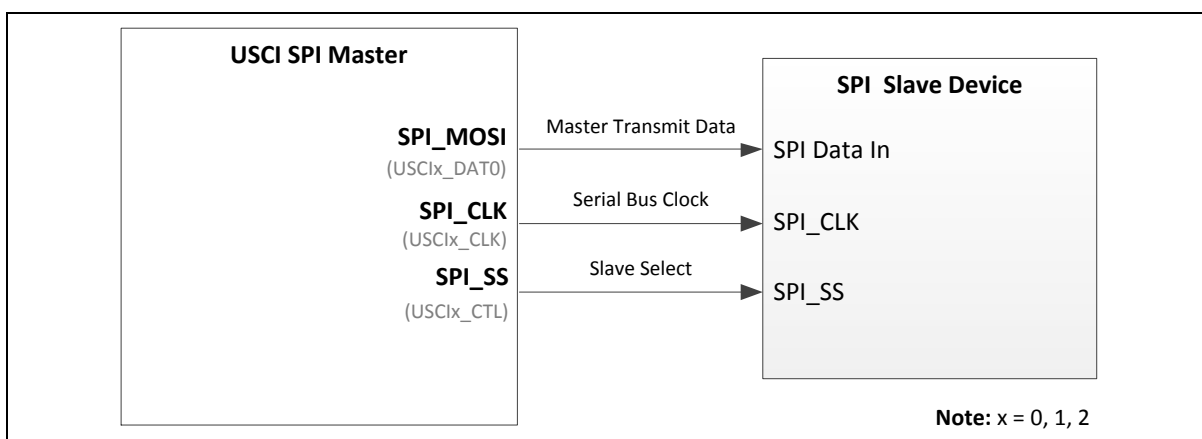 USCI SPI Master
SPI Slave Device
SPI_MOSI
(USCIx_DAT0)
Master Transmit Data
SPI Data In
SPI_CLK
(USCIx_CLK)
Serial Bus Clock
SPI_CLK
SPI_SS
(USCIx_CTL)
Slave Select
SPI_SS
Note: x = 0, 1, 2